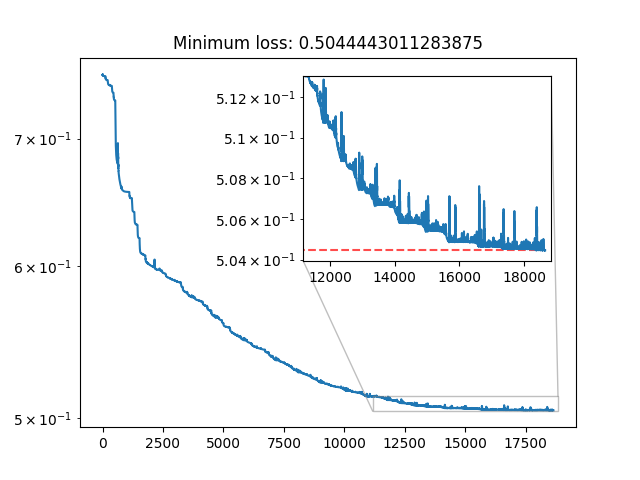 Minimum loss: 0.5044443011283875
7 × 10⁻¹
6 × 10⁻¹
5 × 10⁻¹
0 2500 5000 7500 10000 12500 15000 17500
5.12 × 10⁻¹
5.1 × 10⁻¹
5.08 × 10⁻¹
5.06 × 10⁻¹
5.04 × 10⁻¹
12000 14000 16000 18000